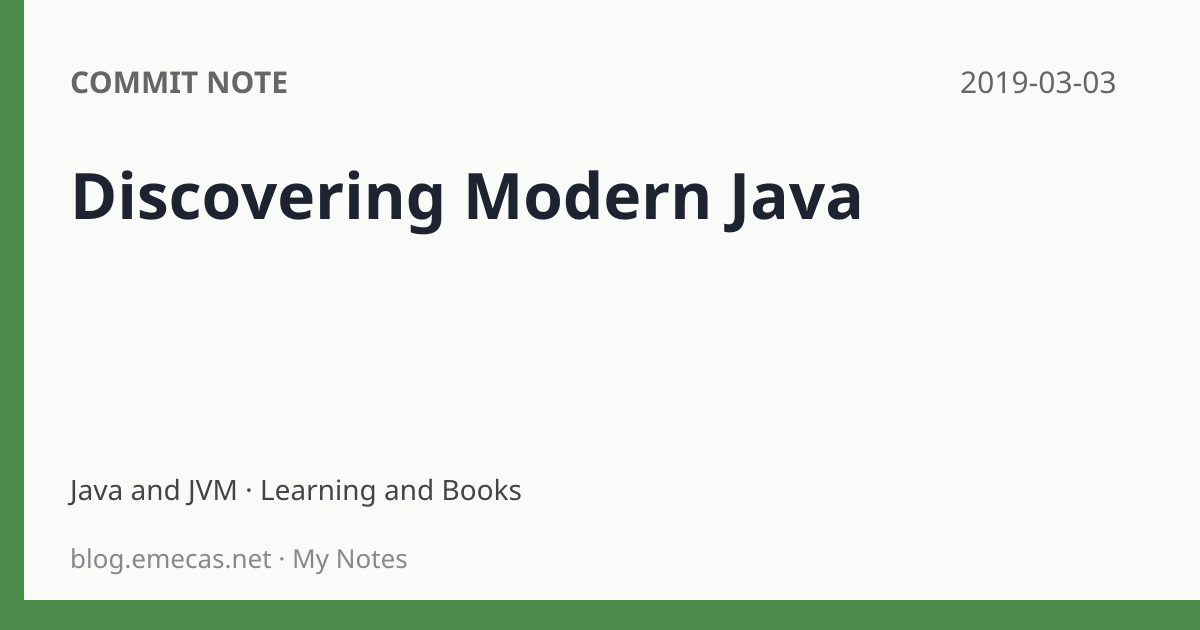 COMMIT NOTE
2019-03-03
Discovering Modern Java
Java and JVM · Learning and Books
blog.emecas.net · My Notes